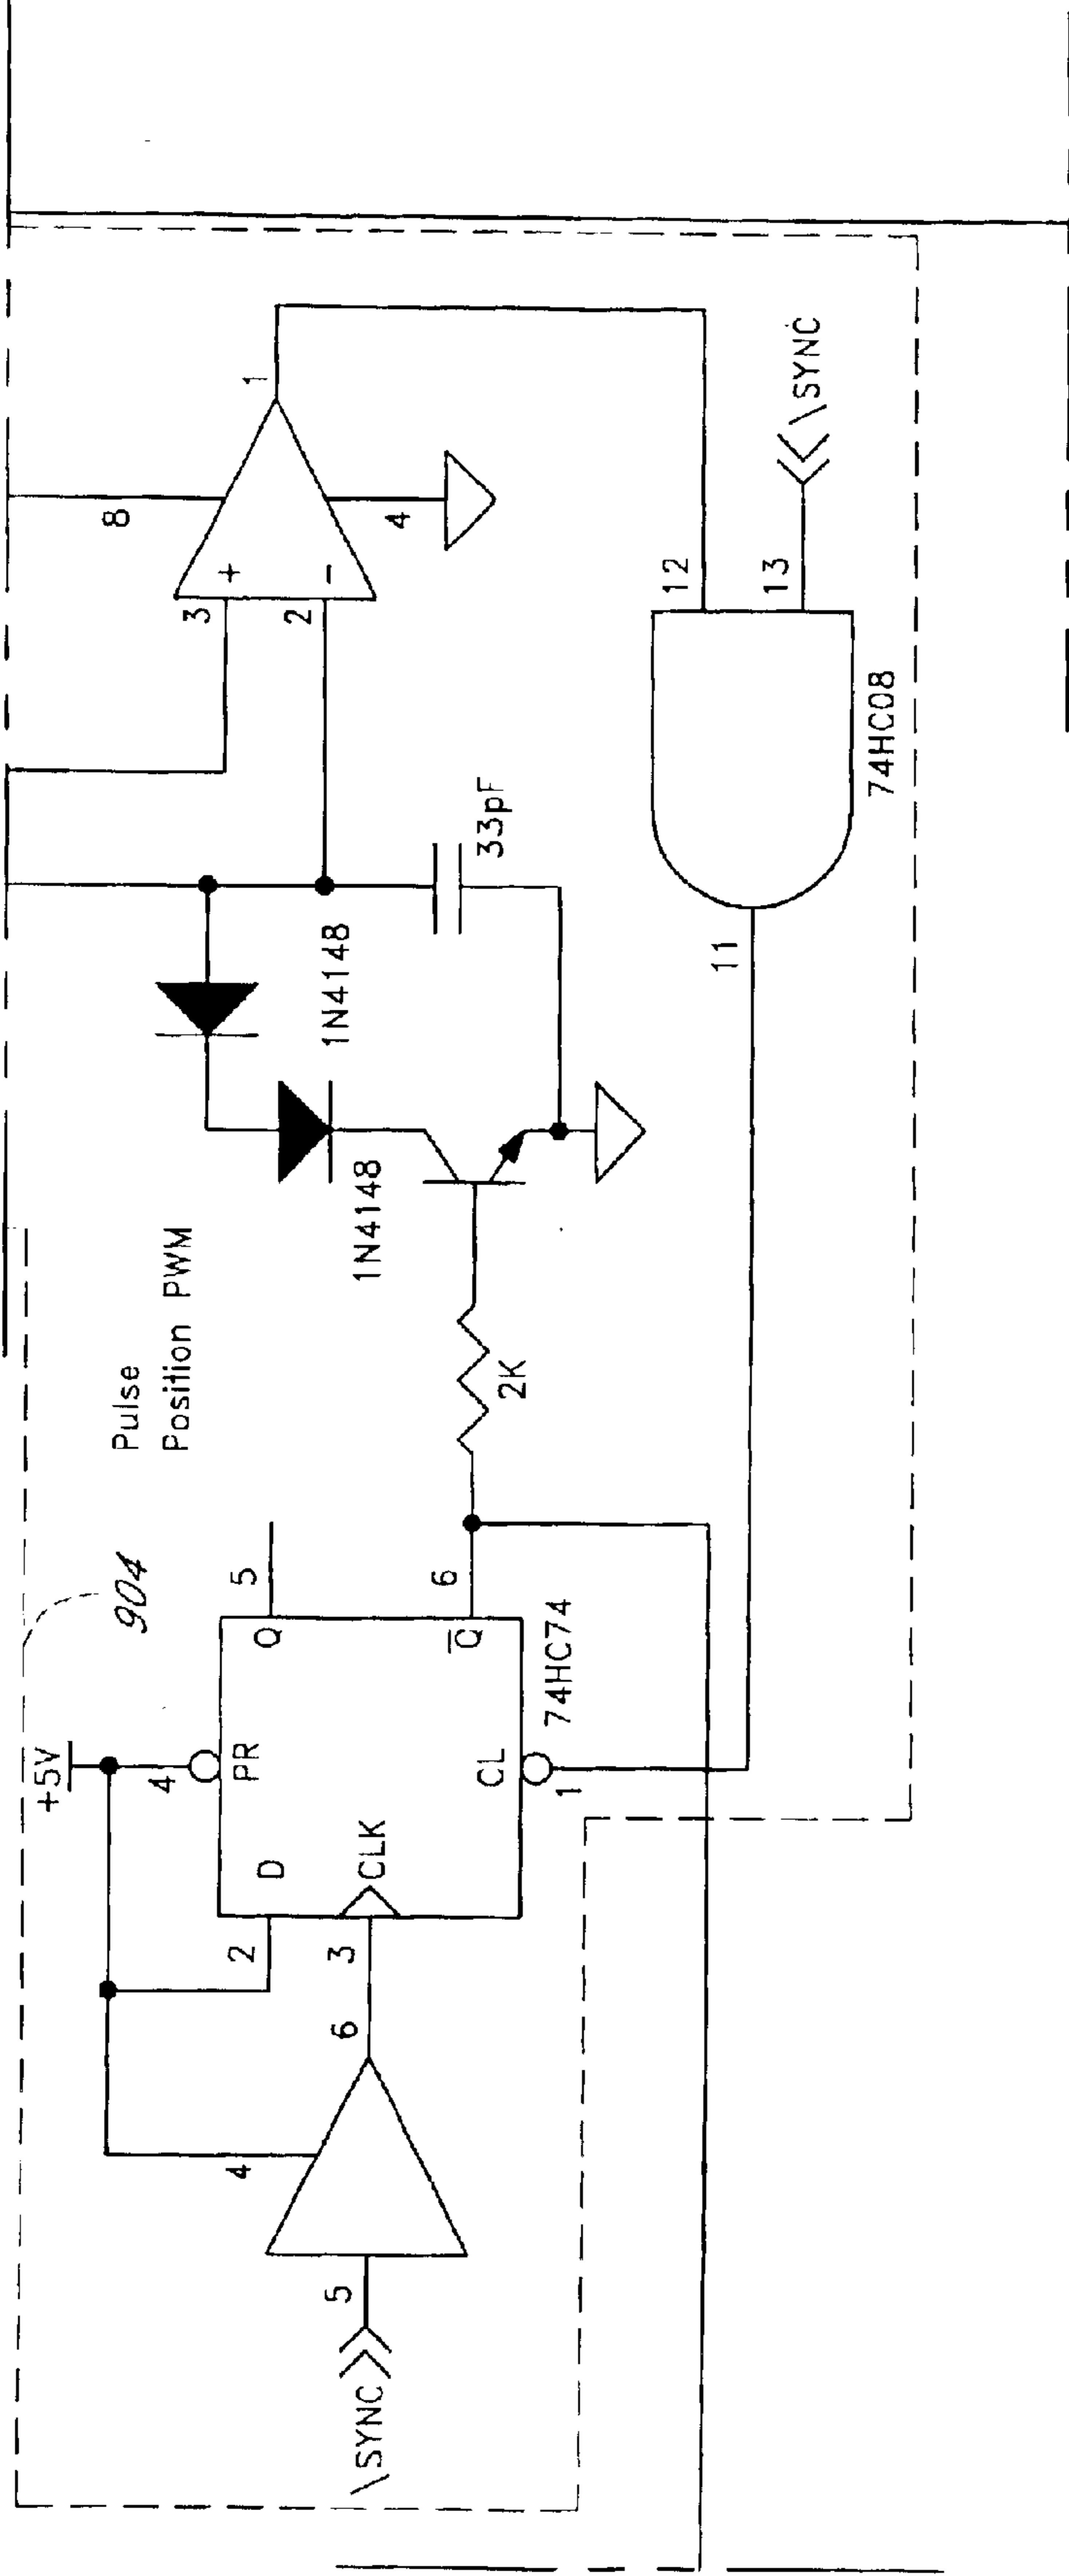 904
+5V
4
PR
D
2
CLK
3
Q
5
Q
6
CL
1
74HC74
4
5
6
\SYNC
Pulse
Position PWM
2K
1N4148
1N4148
33pF
3
+
2
-
8
4
1
12
13
\SYNC
74HC08
11